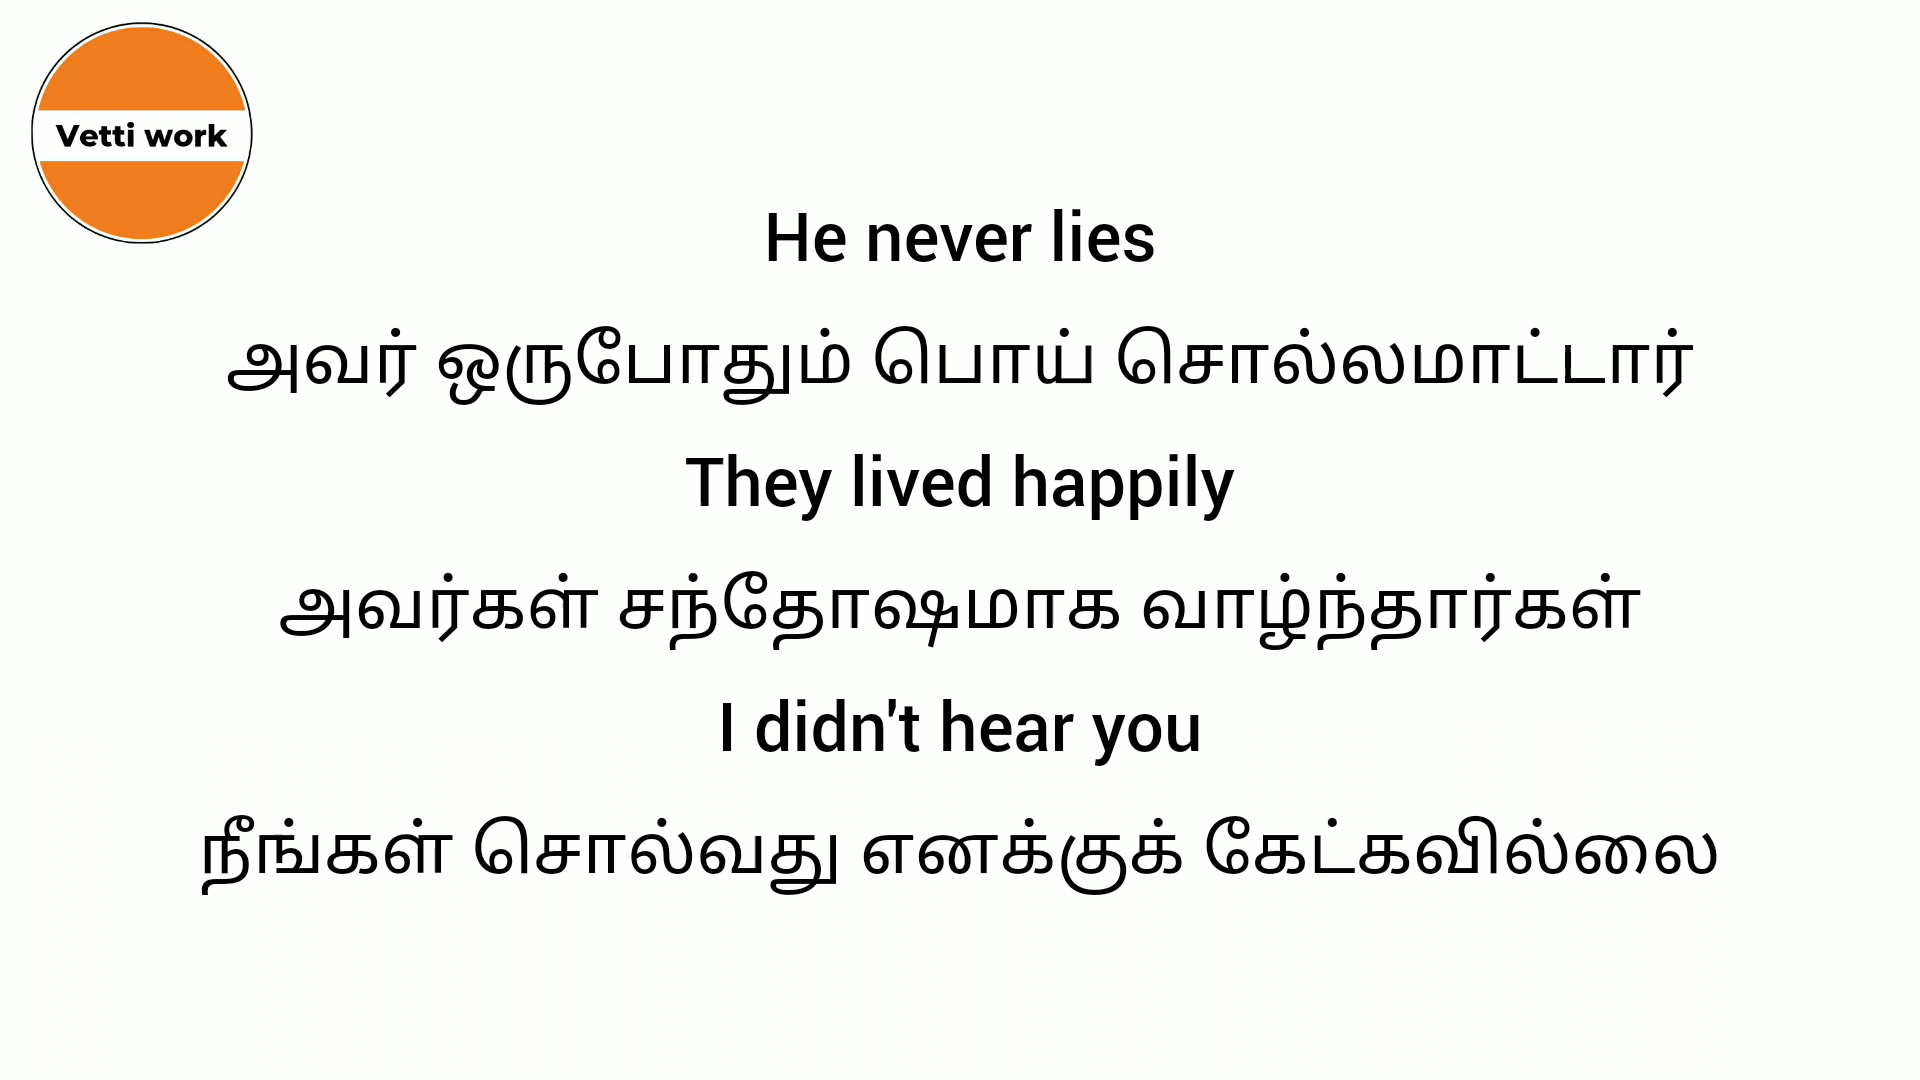 Vetti work
He never lies
அவர் ஒருபோதும் பொய் சொல்லமாட்டார்
They lived happily
அவர்கள் சந்தோஷமாக வாழ்ந்தார்கள்
I didn't hear you
நீங்கள் சொல்வது எனக்குக் கேட்கவில்லை